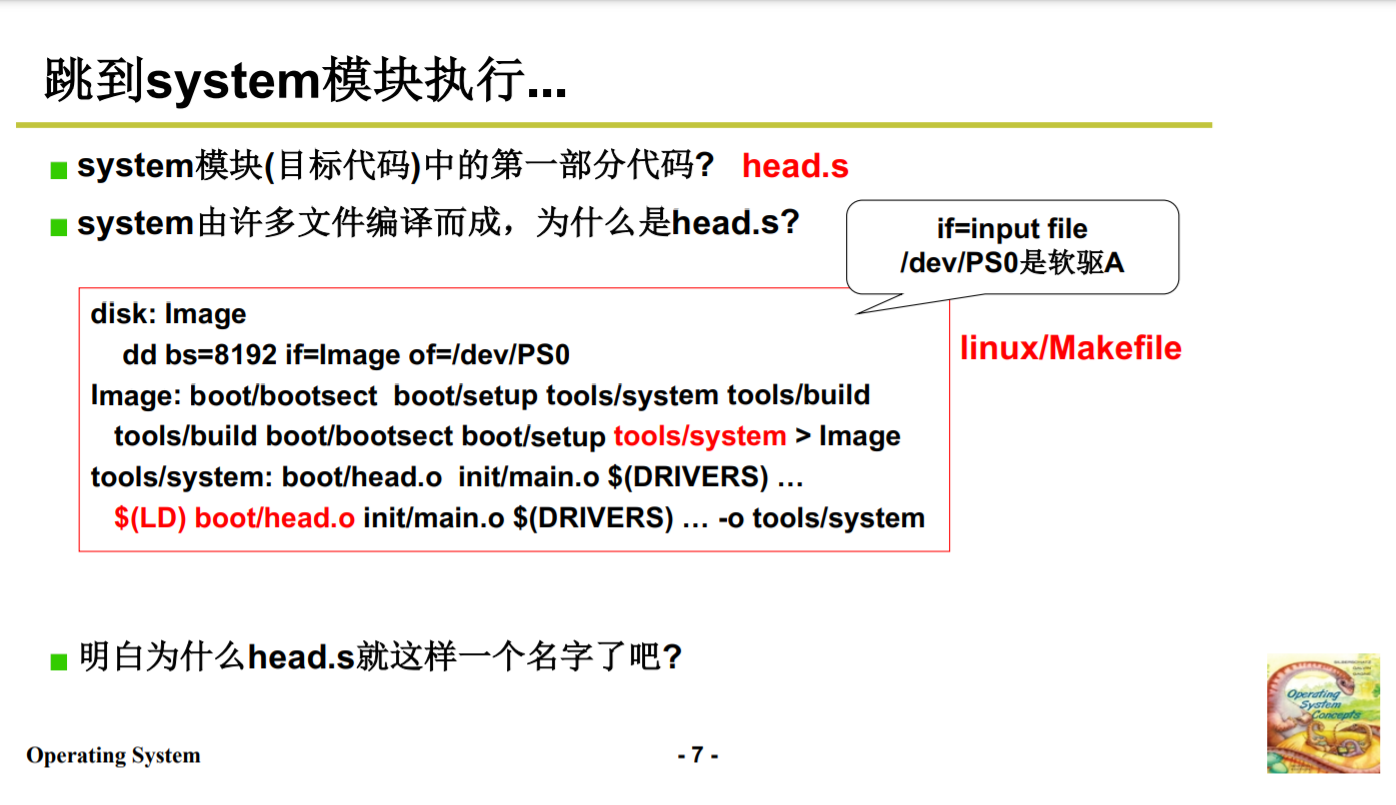 跳到system模块执行...
system模块(目标代码)中的第一部分代码? head.s
system由许多文件编译而成，为什么是head.s?
if=input file
/dev/PS0是软驱A
disk: Image
dd bs=8192 if=Image of=/dev/PS0
linux/Makefile
Image: boot/bootsect boot/setup tools/system tools/build
tools/build boot/bootsect boot/setup tools/system > Image
tools/system: boot/head.o init/main.o $(DRIVERS) …
$(LD) boot/head.o init/main.o $(DRIVERS) … -o tools/system
明白为什么head.s就这样一个名字了吧?
Operating
System
Concepts
Operating System
- 7 -